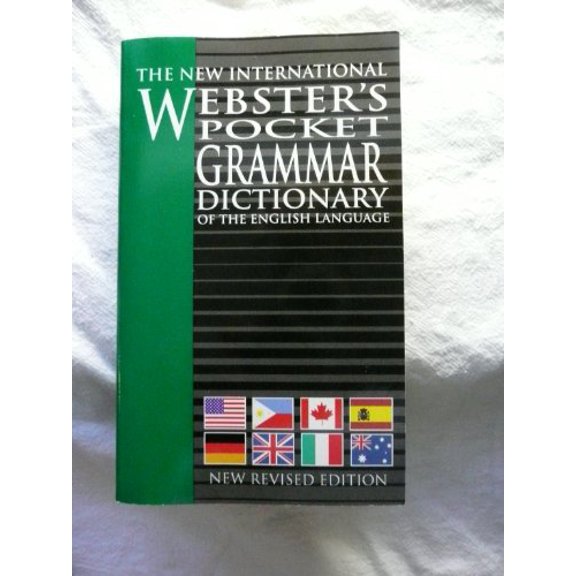 THE NEW INTERNATIONAL
WEBSTER'S
POCKET
GRAMMAR
DICTIONARY
OF THE ENGLISH LANGUAGE
NEW REVISED EDITION